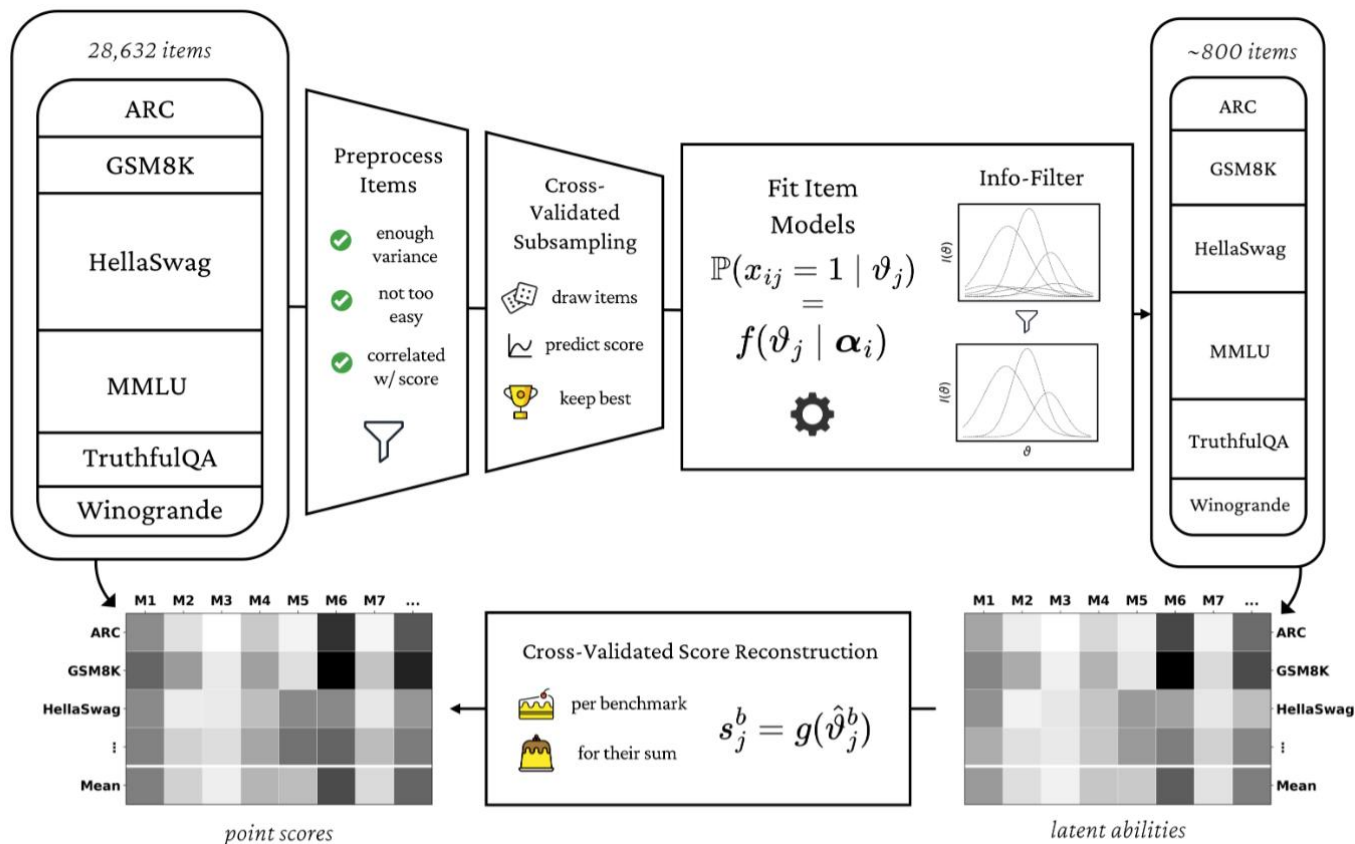 28,632 items
ARC
GSM8K
HellaSwag
MMLU
TruthfulQA
Winogrande
Preprocess
Items
enough
variance
not too
easy
correlated
w/ score
Cross-
Validated
Subsampling
draw items
predict score
keep best
Fit Item
Models
ℙ(x_{ij} = 1 | ϑ_j)
=
f(ϑ_j | α_i)
Info-Filter
I(ϑ)
I(ϑ)
ϑ
~800 items
ARC
GSM8K
HellaSwag
MMLU
TruthfulQA
Winogrande
M1 M2 M3 M4 M5 M6 M7 ...
ARC
GSM8K
HellaSwag
⋮
Mean
point scores
Cross-Validated Score Reconstruction
per benchmark
for their sum
s_j^b = g(ϑ̂_j^b)
M1 M2 M3 M4 M5 M6 M7 ...
ARC
GSM8K
HellaSwag
⋮
Mean
latent abilities